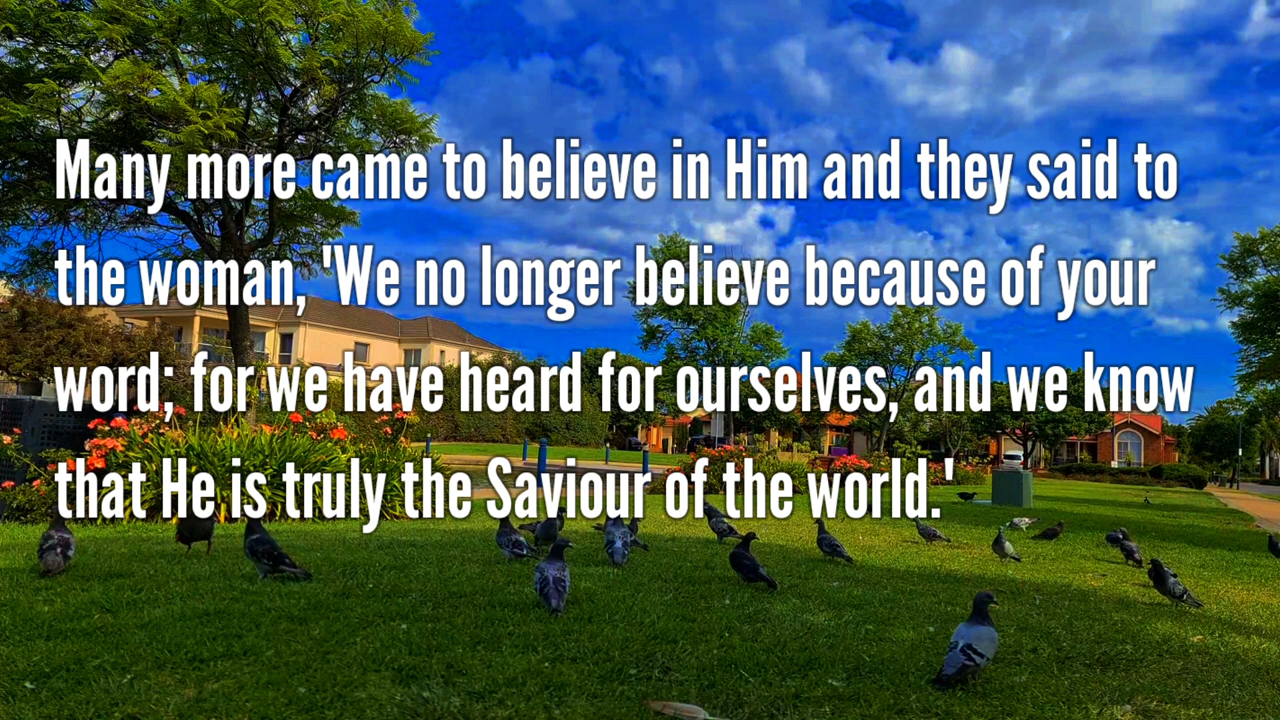 Many more came to believe in Him and they said to
the woman, 'We no longer believe because of your
word; for we have heard for ourselves, and we know
that He is truly the Saviour of the world.'